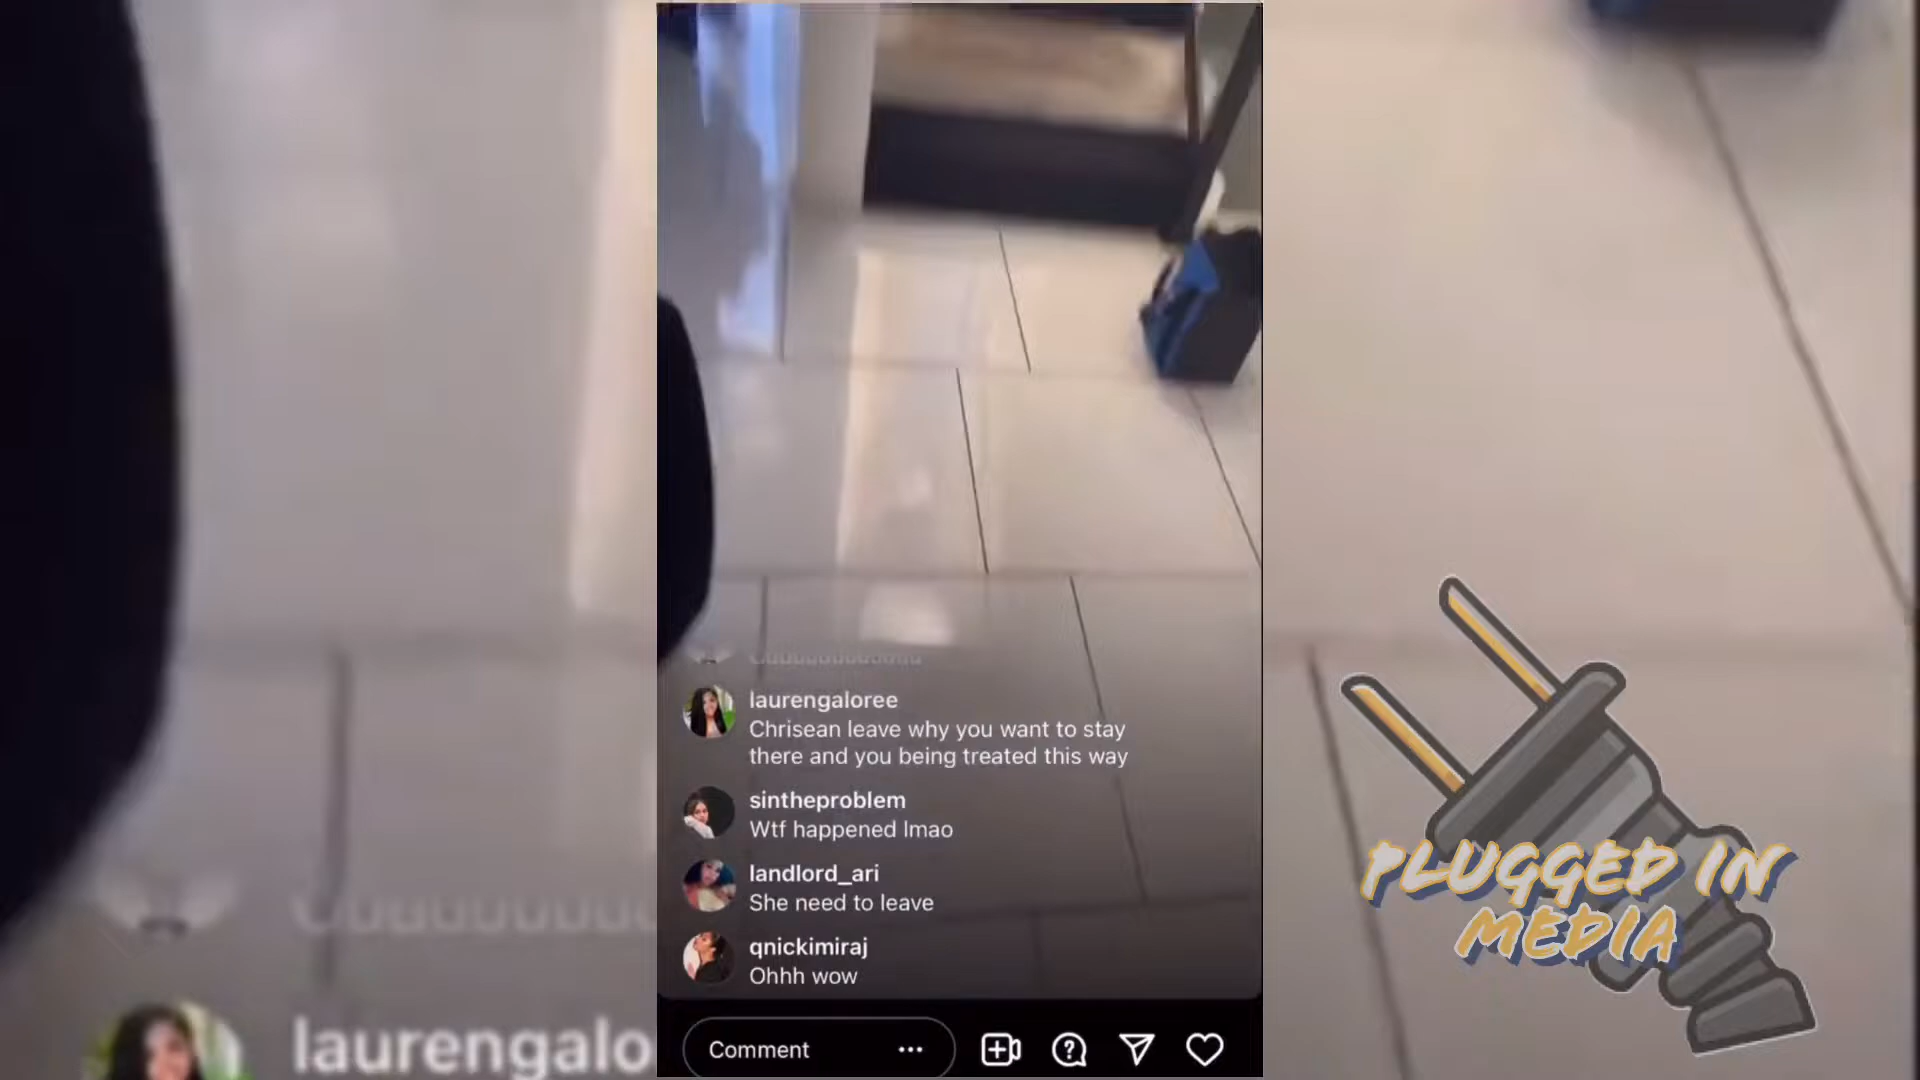 laurengaloree
Chrisean leave why you want to stay
there and you being treated this way
sintheproblem
Wtf happened lmao
landlord_ari
She need to leave
qnickimiraj
Ohhh wow
Comment
laurengalo
PLUGGED IN
MEDIA